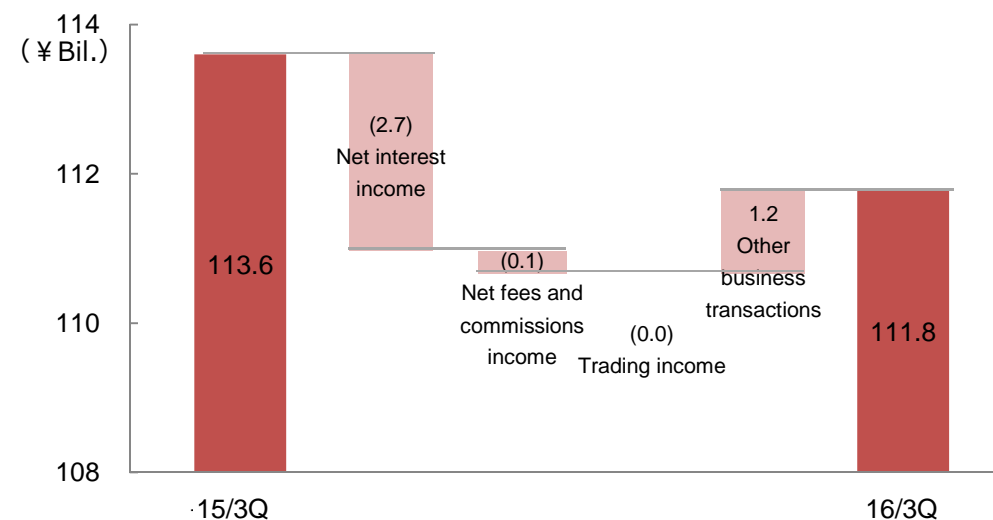 114
(¥Bil.)
112
110
108
113.6
(2.7)
Net interest
income
(0.1)
Net fees and
commissions
income
(0.0)
Trading income
1.2
Other
business
transactions
111.8
15/3Q
16/3Q